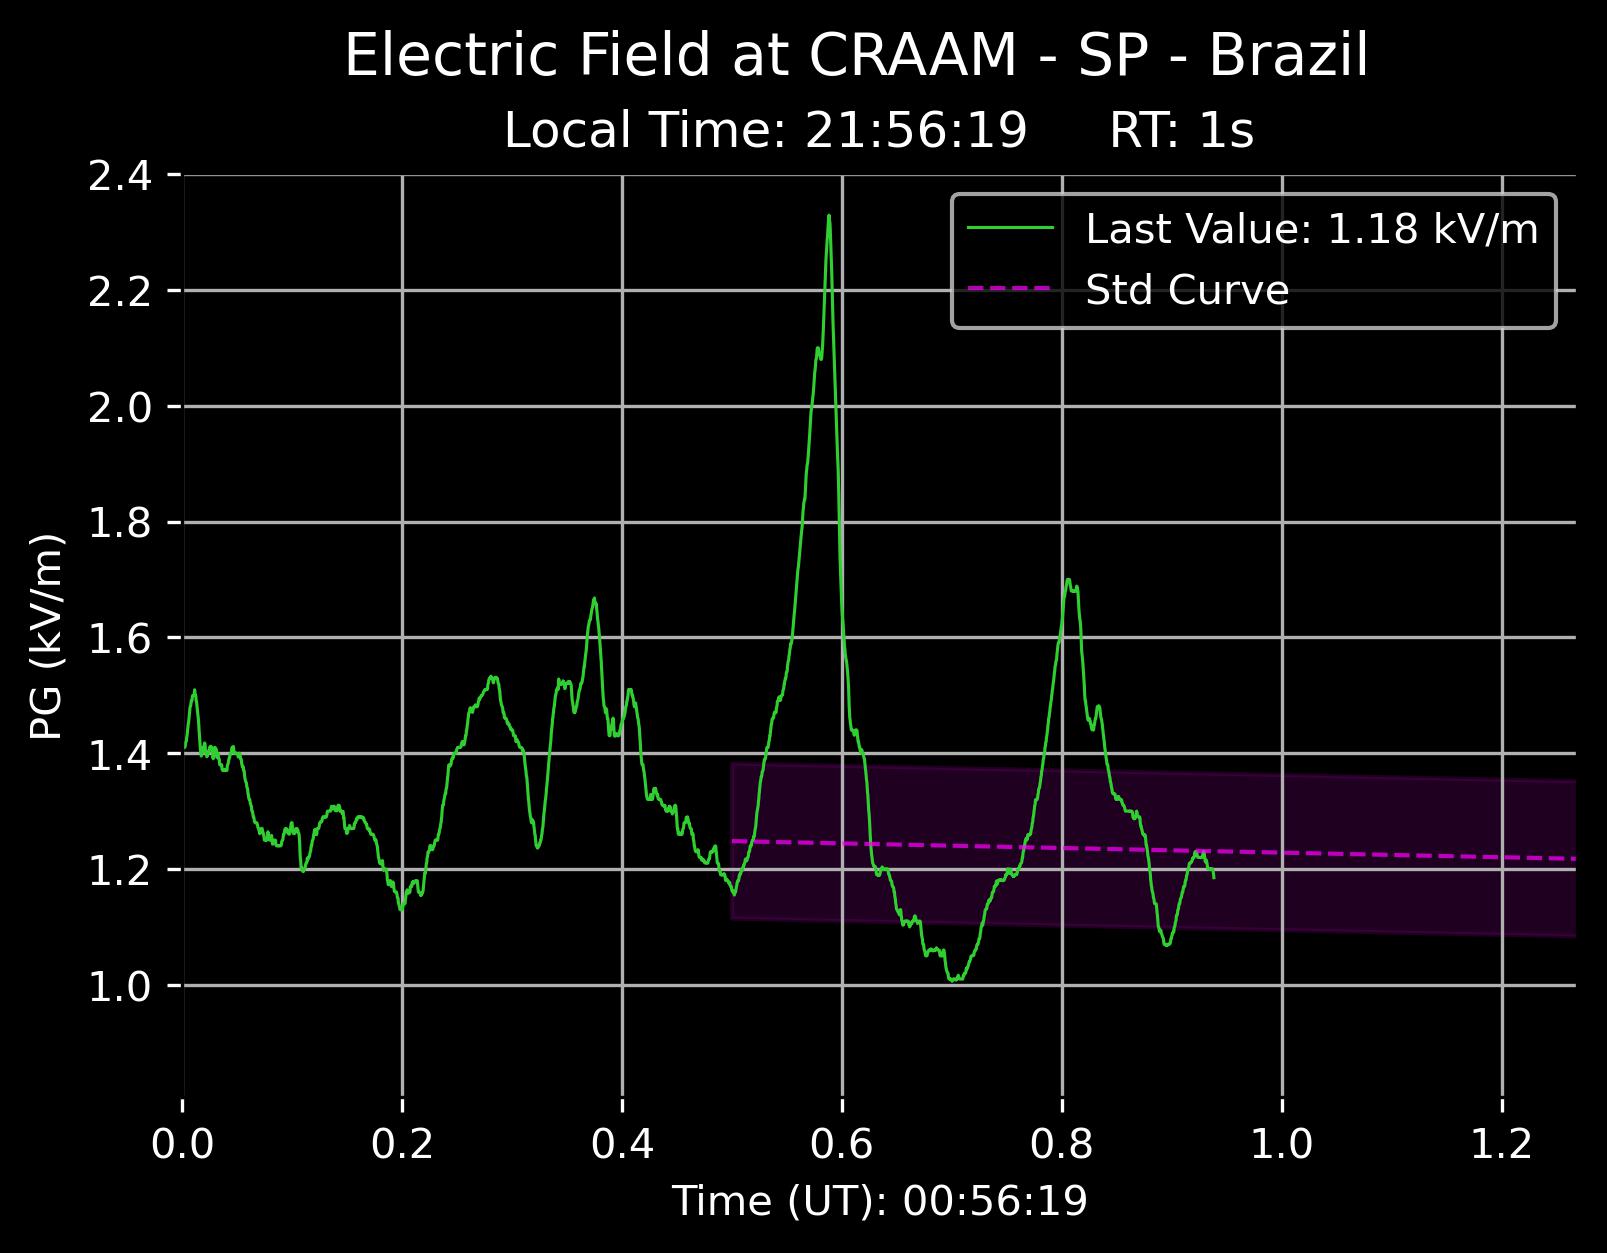 Electric Field at CRAAM - SP - Brazil
Local Time: 21:56:19 RT: 1s
Last Value: 1.18 kV/m
Std Curve
PG (kV/m)
2.4
2.2
2.0
1.8
1.6
1.4
1.2
1.0
0.0 0.2 0.4 0.6 0.8 1.0 1.2
Time (UT): 00:56:19